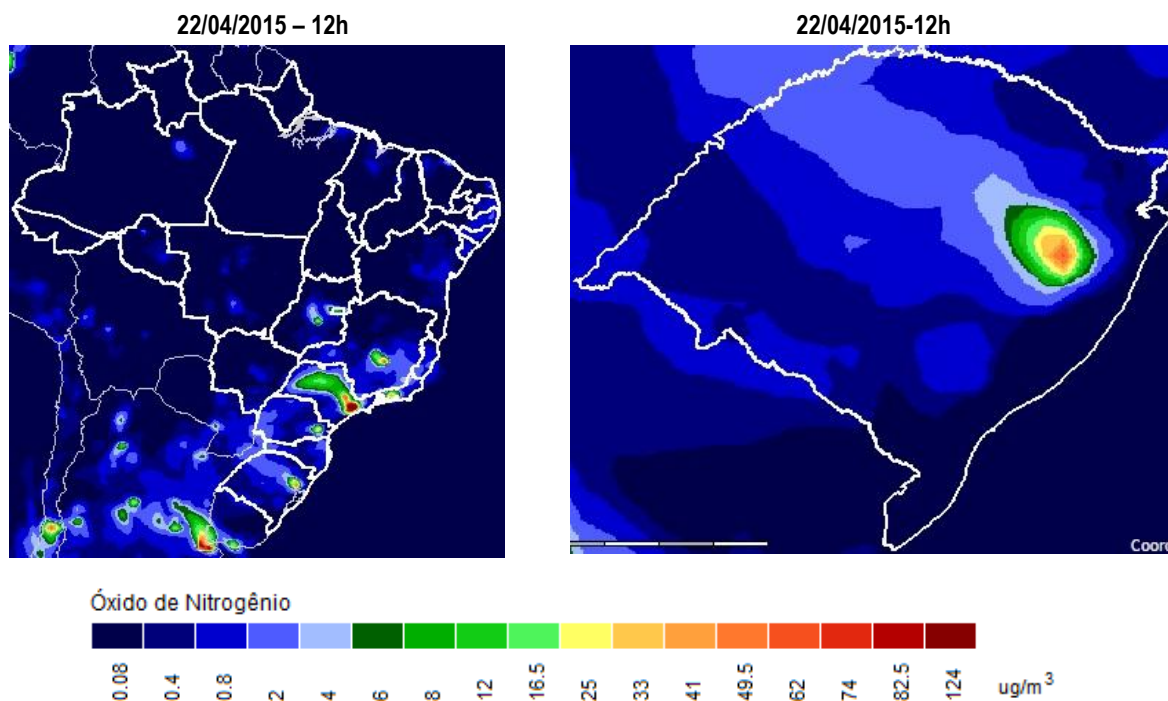 22/04/2015 – 12h
22/04/2015-12h
Coord
Óxido de Nitrogênio
0.08 0.4 0.8 2 4 6 8 12 16.5 25 33 41 49.5 62 74 82.5 124 ug/m³